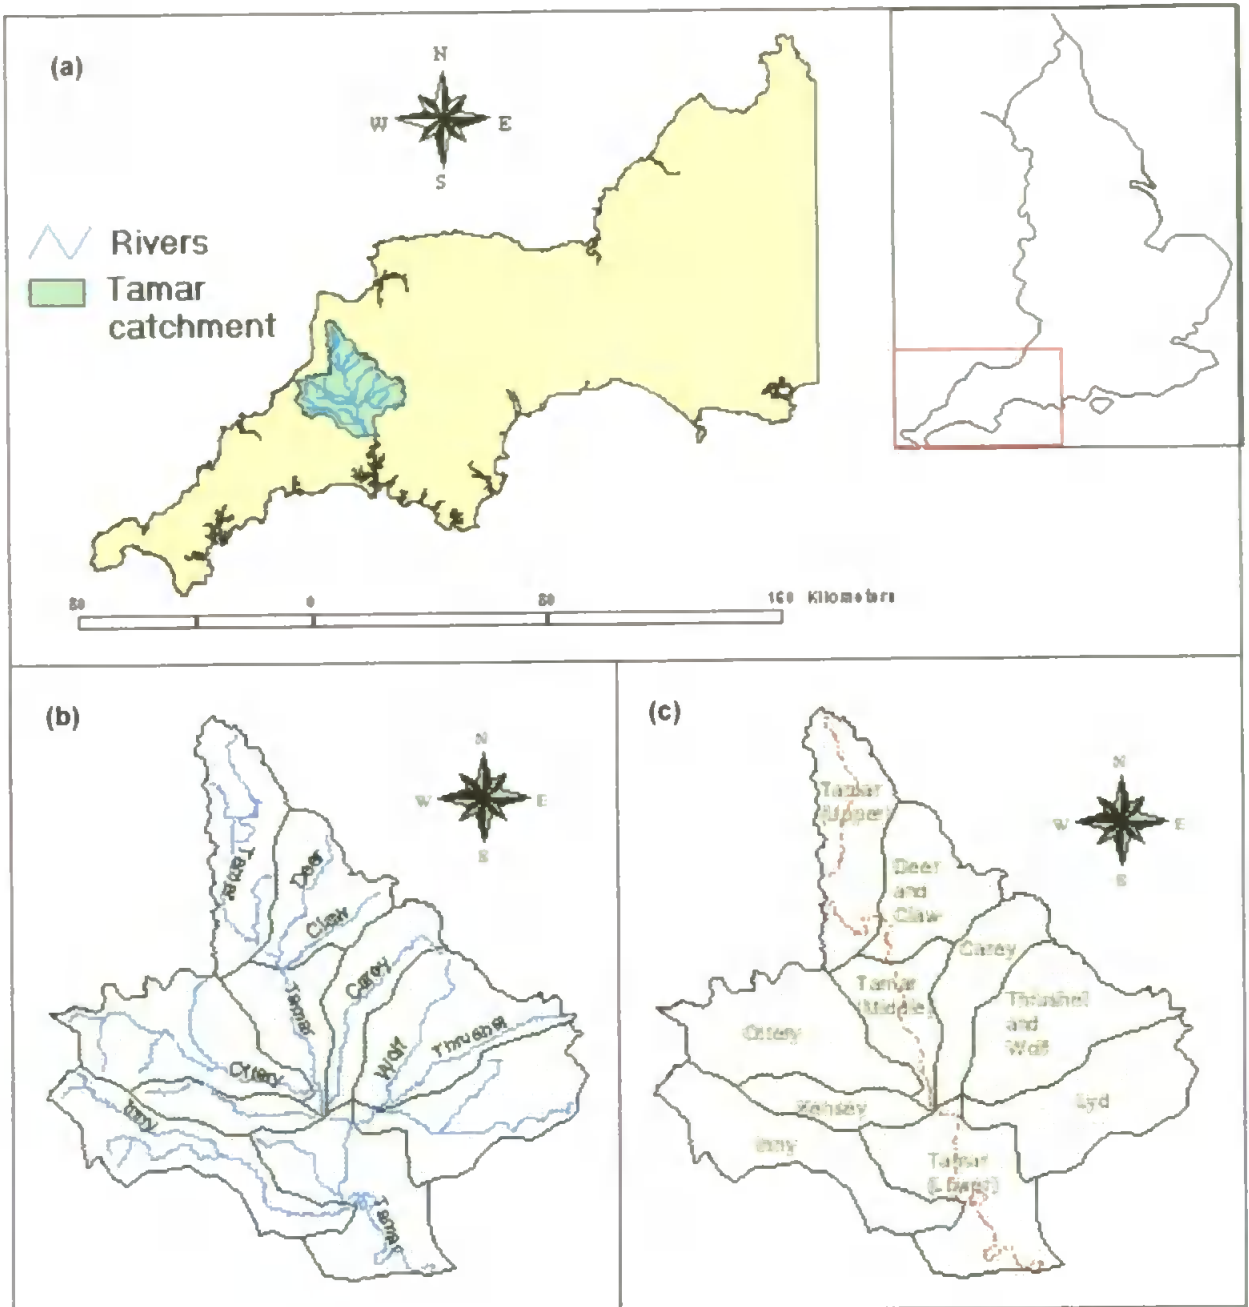 (a)
N
W
E
S
Rivers
Tamar
catchment
80
0
80
160 Kilometers
(b)
N
W
E
S
Tamar
Deer
Claw
Carey
Tamar
Wolf
Thrushel
Ottery
Inny
Tamar
(c)
N
W
E
S
Tamar
(Upper)
Deer
and
Claw
Carey
Tamar
(Middle)
Thrushel
and
Wolf
Ottery
Kensey
Lyd
Inny
Tamar
(Lower)